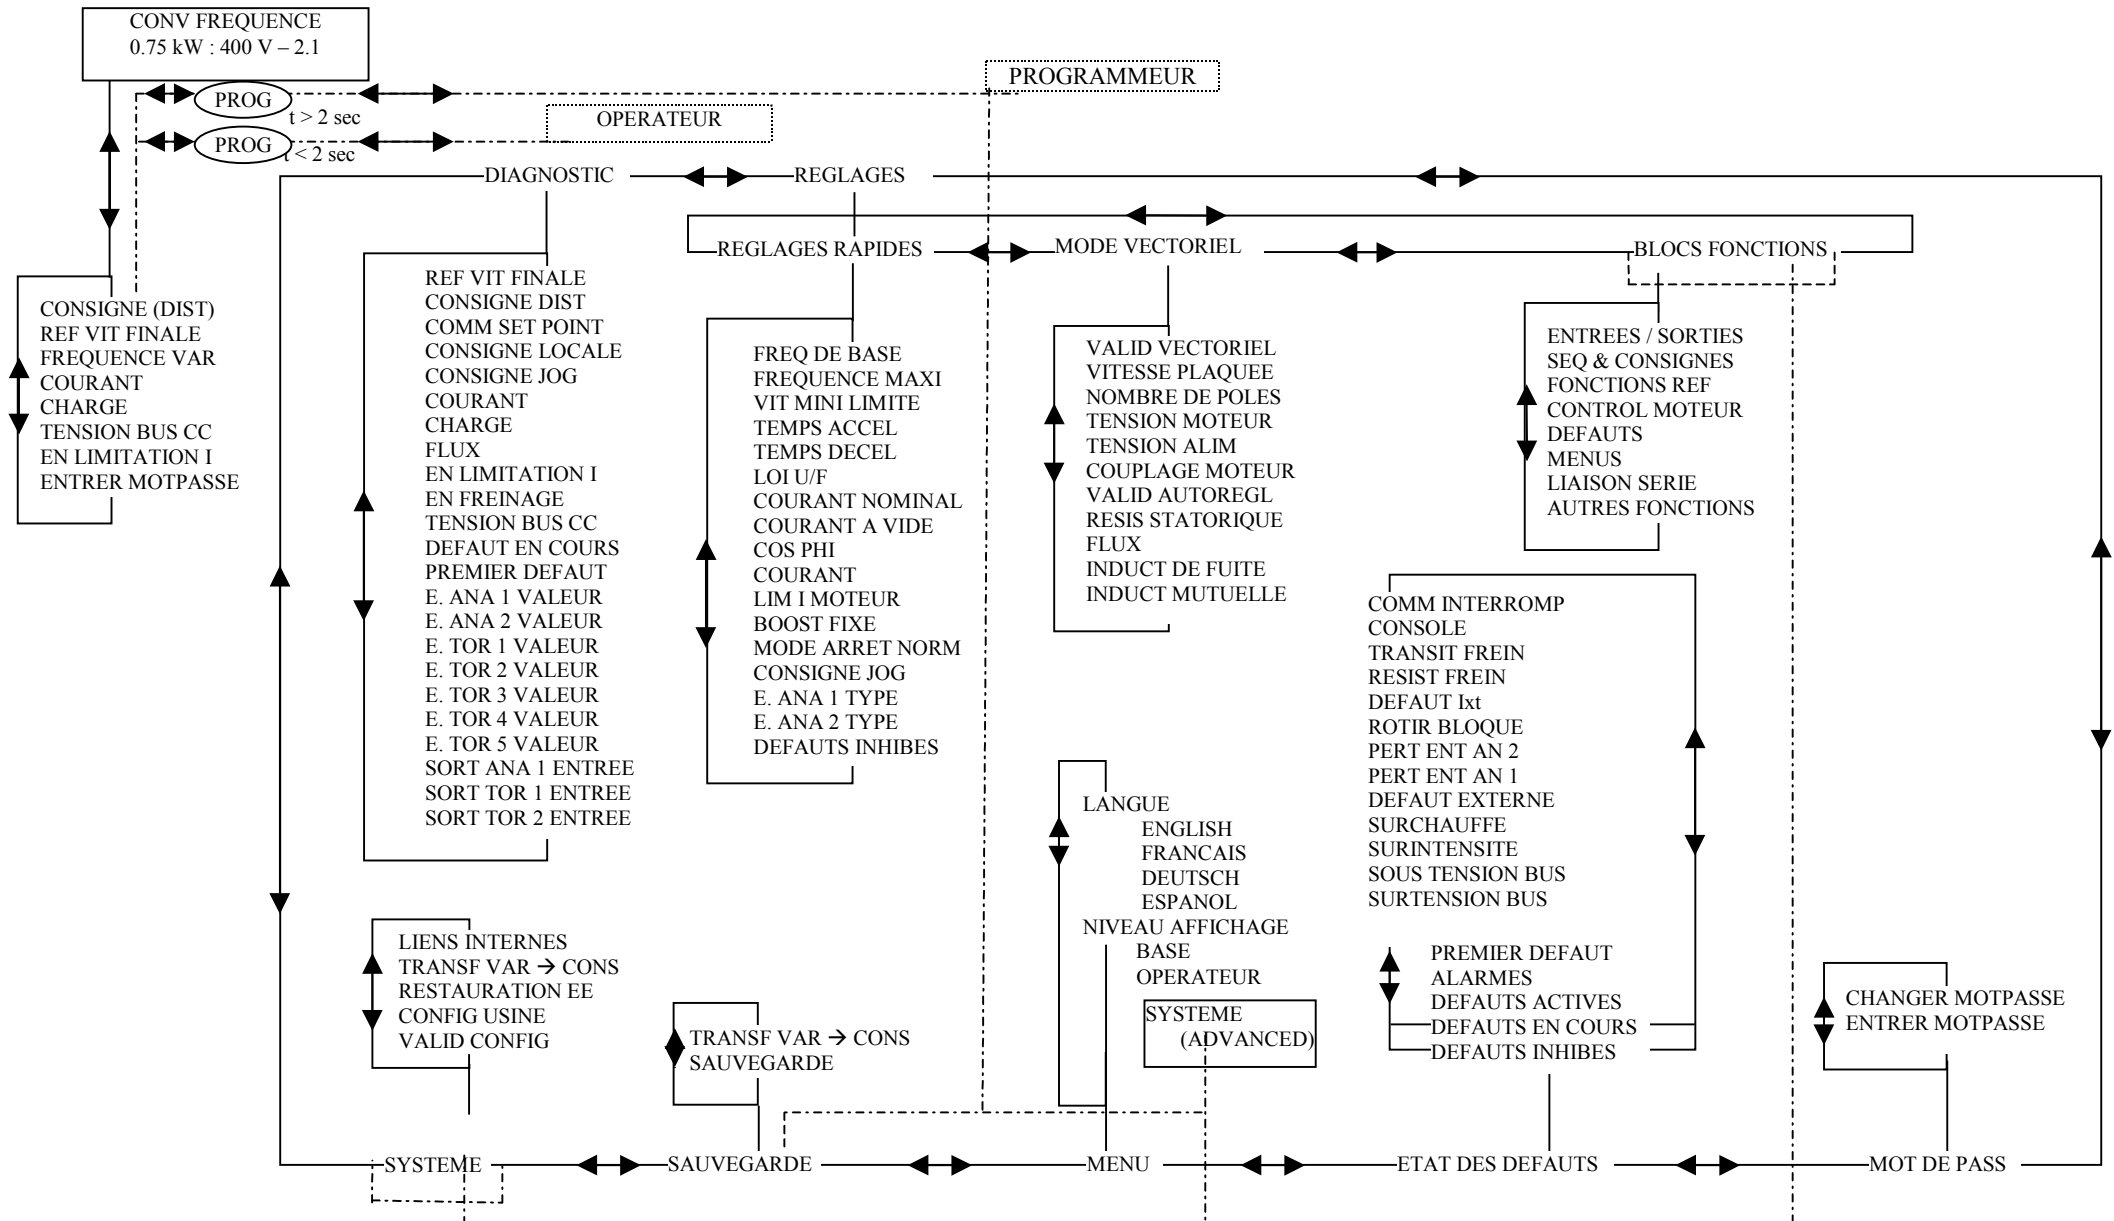 CONV FREQUENCE
0.75 kW : 400 V – 2.1
PROG
t > 2 sec
PROGRAMMEUR
PROG
t < 2 sec
OPERATEUR
DIAGNOSTIC
REGLAGES
REGLAGES RAPIDES
MODE VECTORIEL
BLOCS FONCTIONS
CONSIGNE (DIST)
REF VIT FINALE
FREQUENCE VAR
COURANT
CHARGE
TENSION BUS CC
EN LIMITATION I
ENTRER MOTPASSE
REF VIT FINALE
CONSIGNE DIST
COMM SET POINT
CONSIGNE LOCALE
CONSIGNE JOG
COURANT
CHARGE
FLUX
EN LIMITATION I
EN FREINAGE
TENSION BUS CC
DEFAUT EN COURS
PREMIER DEFAUT
E. ANA 1 VALEUR
E. ANA 2 VALEUR
E. TOR 1 VALEUR
E. TOR 2 VALEUR
E. TOR 3 VALEUR
E. TOR 4 VALEUR
E. TOR 5 VALEUR
SORT ANA 1 ENTREE
SORT TOR 1 ENTREE
SORT TOR 2 ENTREE
FREQ DE BASE
FREQUENCE MAXI
VIT MINI LIMITE
TEMPS ACCEL
TEMPS DECEL
LOI U/F
COURANT NOMINAL
COURANT A VIDE
COS PHI
COURANT
LIM I MOTEUR
BOOST FIXE
MODE ARRET NORM
CONSIGNE JOG
E. ANA 1 TYPE
E. ANA 2 TYPE
DEFAUTS INHIBES
VALID VECTORIEL
VITESSE PLAQUEE
NOMBRE DE POLES
TENSION MOTEUR
TENSION ALIM
COUPLAGE MOTEUR
VALID AUTOREGL
RESIS STATORIQUE
FLUX
INDUCT DE FUITE
INDUCT MUTUELLE
ENTREES / SORTIES
SEQ & CONSIGNES
FONCTIONS REF
CONTROL MOTEUR
DEFAUTS
MENUS
LIAISON SERIE
AUTRES FONCTIONS
LIENS INTERNES
TRANSF VAR → CONS
RESTAURATION EE
CONFIG USINE
VALID CONFIG
TRANSF VAR → CONS
SAUVEGARDE
LANGUE
ENGLISH
FRANCAIS
DEUTSCH
ESPANOL
NIVEAU AFFICHAGE
BASE
OPERATEUR
SYSTEME
(ADVANCED)
COMM INTERROMP
CONSOLE
TRANSIT FREIN
RESIST FREIN
DEFAUT Ixt
ROTIR BLOQUE
PERT ENT AN 2
PERT ENT AN 1
DEFAUT EXTERNE
SURCHAUFFE
SURINTENSITE
SOUS TENSION BUS
SURTENSION BUS
PREMIER DEFAUT
ALARMES
DEFAUTS ACTIVES
DEFAUTS EN COURS
DEFAUTS INHIBES
CHANGER MOTPASSE
ENTRER MOTPASSE
SYSTEME
SAUVEGARDE
MENU
ETAT DES DEFAUTS
MOT DE PASS